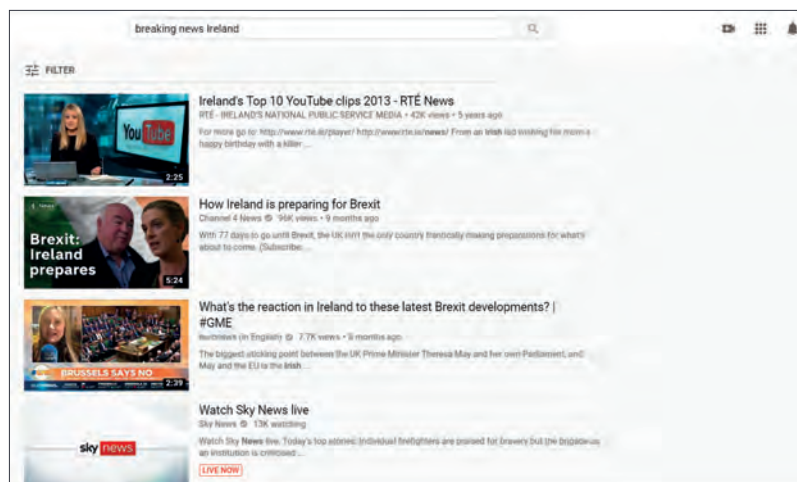 breaking news Ireland
FILTER
YouTube
2:25
Ireland's Top 10 YouTube clips 2013 - RTÉ News
RTÉ - IRELAND'S NATIONAL PUBLIC SERVICE MEDIA • 42K views • 5 years ago
For more go to: http://www.rte.ie/player/ http://www.rte.ie/news/ From an Irish lad wishing his mom a
happy birthday with a killer ...
Brexit:
Ireland
prepares
5:24
How Ireland is preparing for Brexit
Channel 4 News 96K views • 9 months ago
With 77 days to go until Brexit, the UK isn't the only country frantically making preparations for what's
about to come. (Subscribe: ...
BRUSSELS SAYS NO
2:39
What's the reaction in Ireland to these latest Brexit developments? |
#GME
euronews (in English) 7.7K views • 8 months ago
The biggest sticking point between the UK Prime Minister Theresa May and her own Parliament, and
May and the EU is the Irish ...
sky news
Watch Sky News live
Sky News 13K watching
Watch Sky News live. Today's top stories: Individual firefighters are praised for bravery but the brigade as
an institution is criticised ...
LIVE NOW